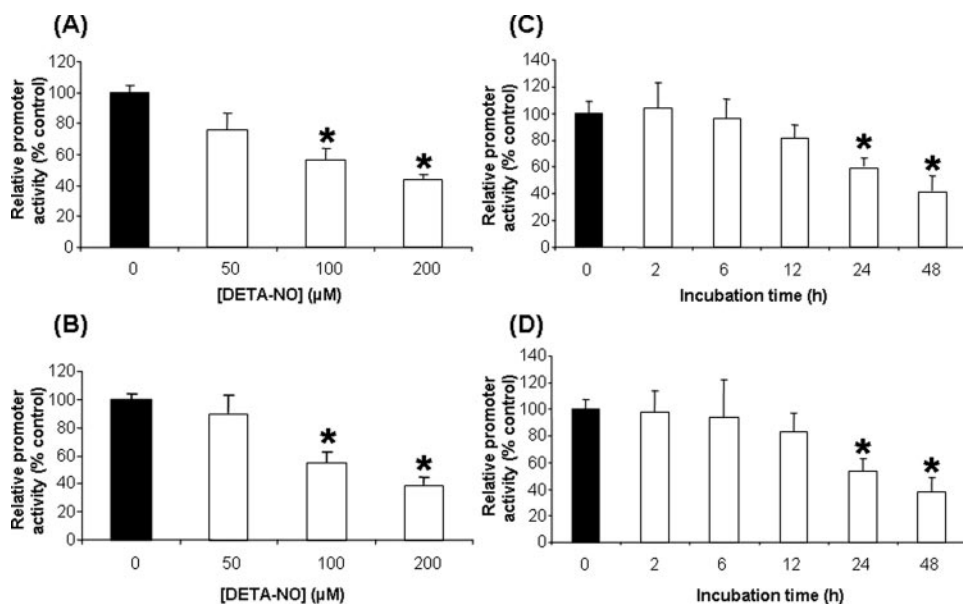 (A)
Relative promoter
activity (% control)
120
100
80
60
40
20
0
*
*
0 50 100 200
[DETA-NO] (µM)
(B)
Relative promoter
activity (% control)
120
100
80
60
40
20
0
*
*
0 50 100 200
[DETA-NO] (µM)
(C)
Relative promoter
activity (% control)
140
120
100
80
60
40
20
0
*
*
0 2 6 12 24 48
Incubation time (h)
(D)
Relative promoter
activity (% control)
140
120
100
80
60
40
20
0
*
*
0 2 6 12 24 48
Incubation time (h)